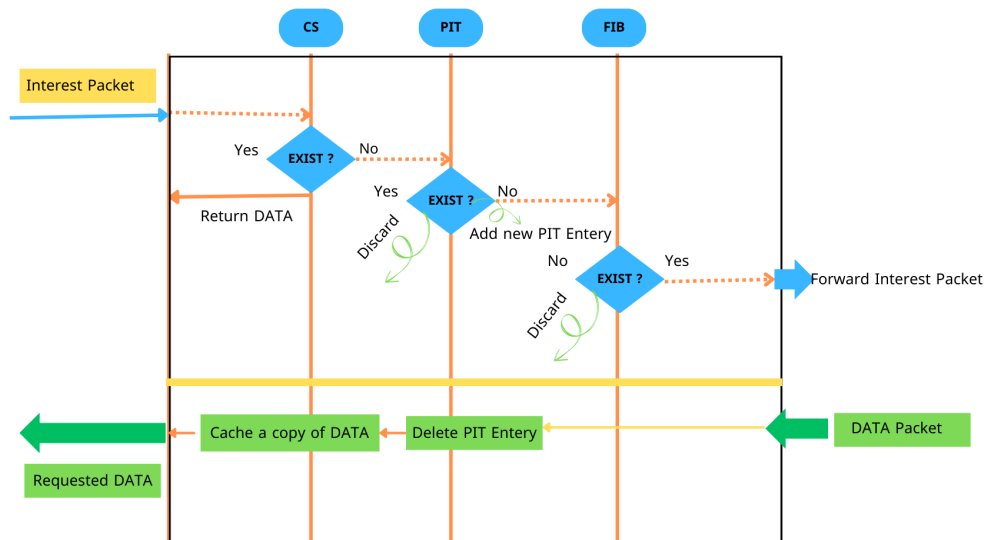 CS
PIT
FIB
Interest Packet
Yes
EXIST ?
No
Return DATA
Yes
EXIST ?
No
Discard
Add new PIT Entery
No
EXIST ?
Yes
Discard
Forward Interest Packet
Cache a copy of DATA
Delete PIT Entery
DATA Packet
Requested DATA